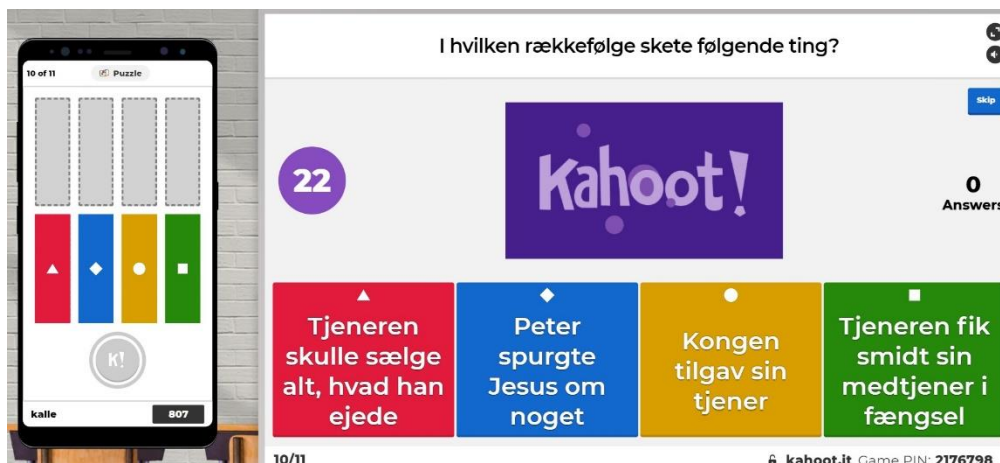 10 of 11
Puzzle
K!
kalle
807
I hvilken rækkefølge skete følgende ting?
Skip
22
Kahoot!
0
Answers
Tjeneren
skulle sælge
alt, hvad han
ejede
Peter
spurgte
Jesus om
noget
Kongen
tilgav sin
tjener
Tjeneren fik
smidt sin
medtjener i
fængsel
10/11
kahoot.it Game PIN: 2176798